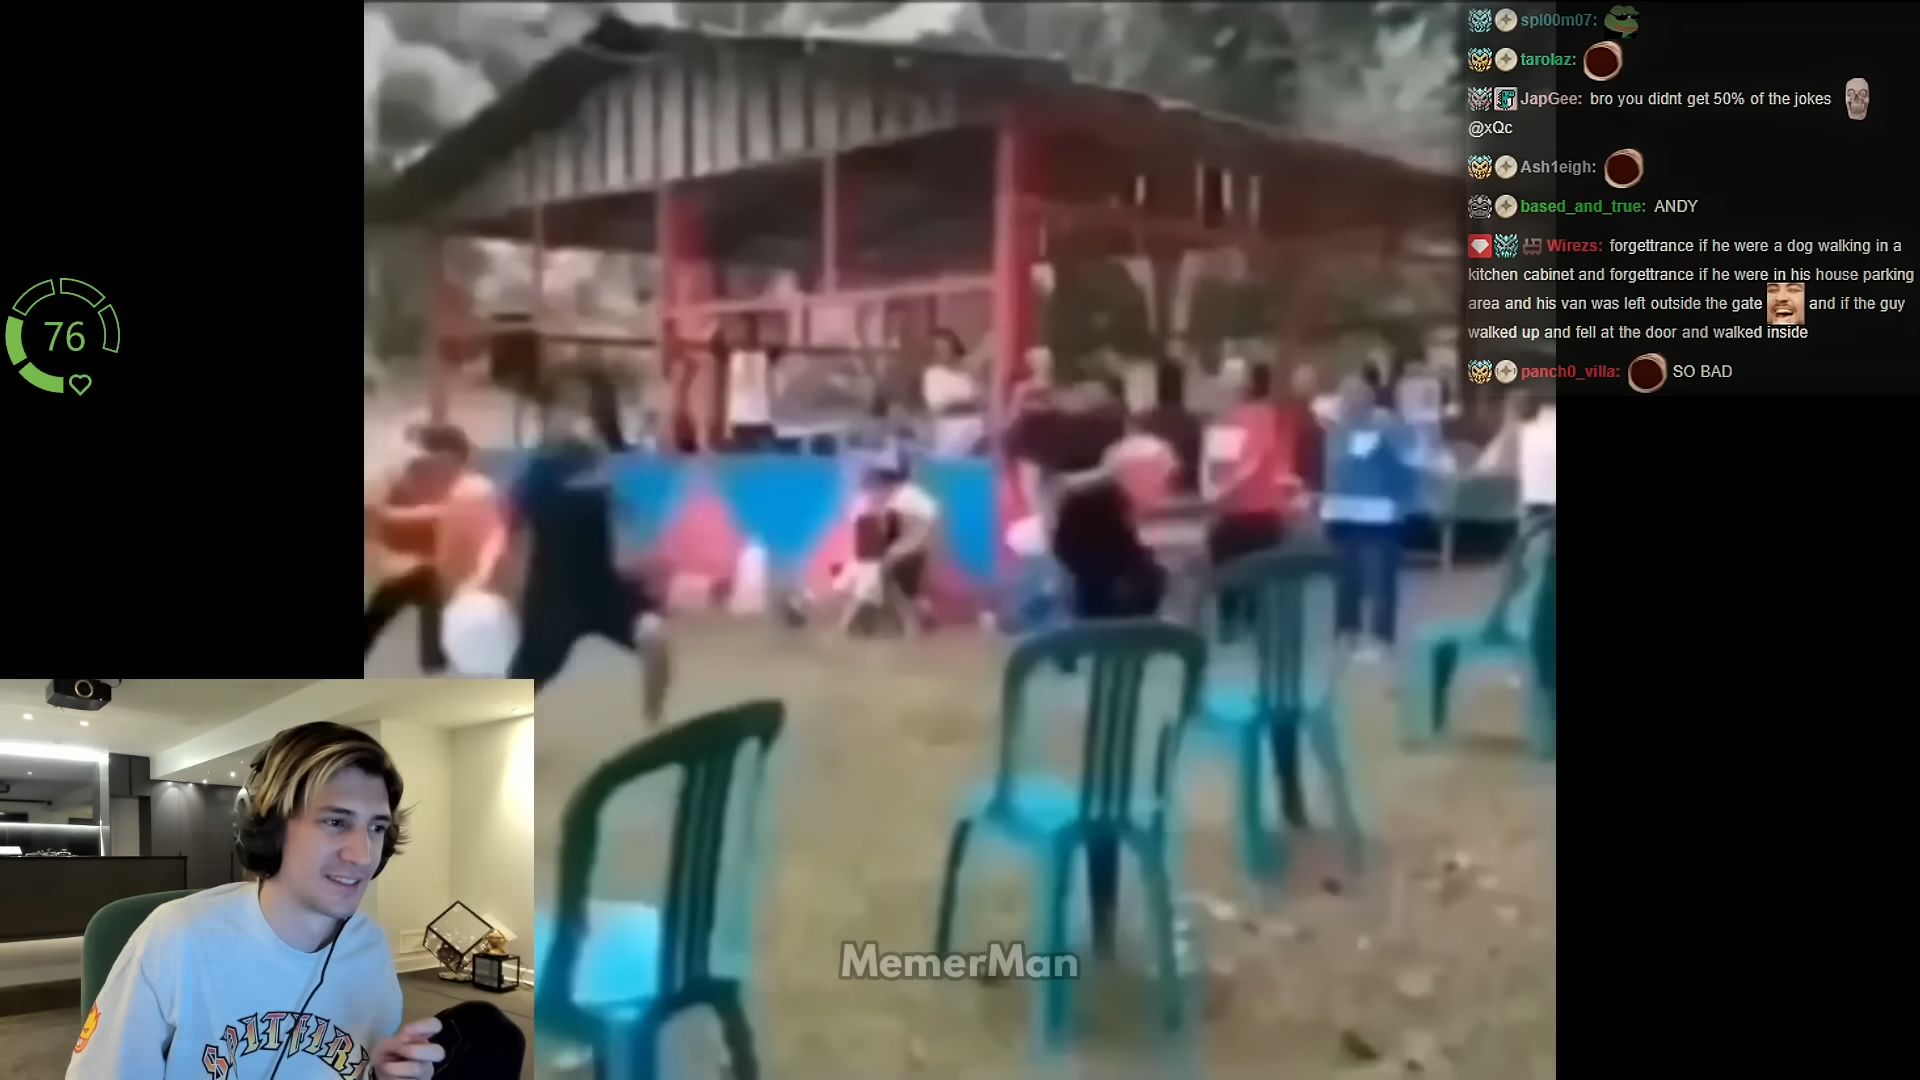 spl00m07:
tarolaz:
JapGee: bro you didnt get 50% of the jokes
@xQc
Ash1eigh:
based_and_true: ANDY
Wirezs: forgettrance if he were a dog walking in a
kitchen cabinet and forgettrance if he were in his house parking
area and his van was left outside the gate and if the guy
walked up and fell at the door and walked inside
panch0_villa: SO BAD
76
MemerMan
SPITFIRE